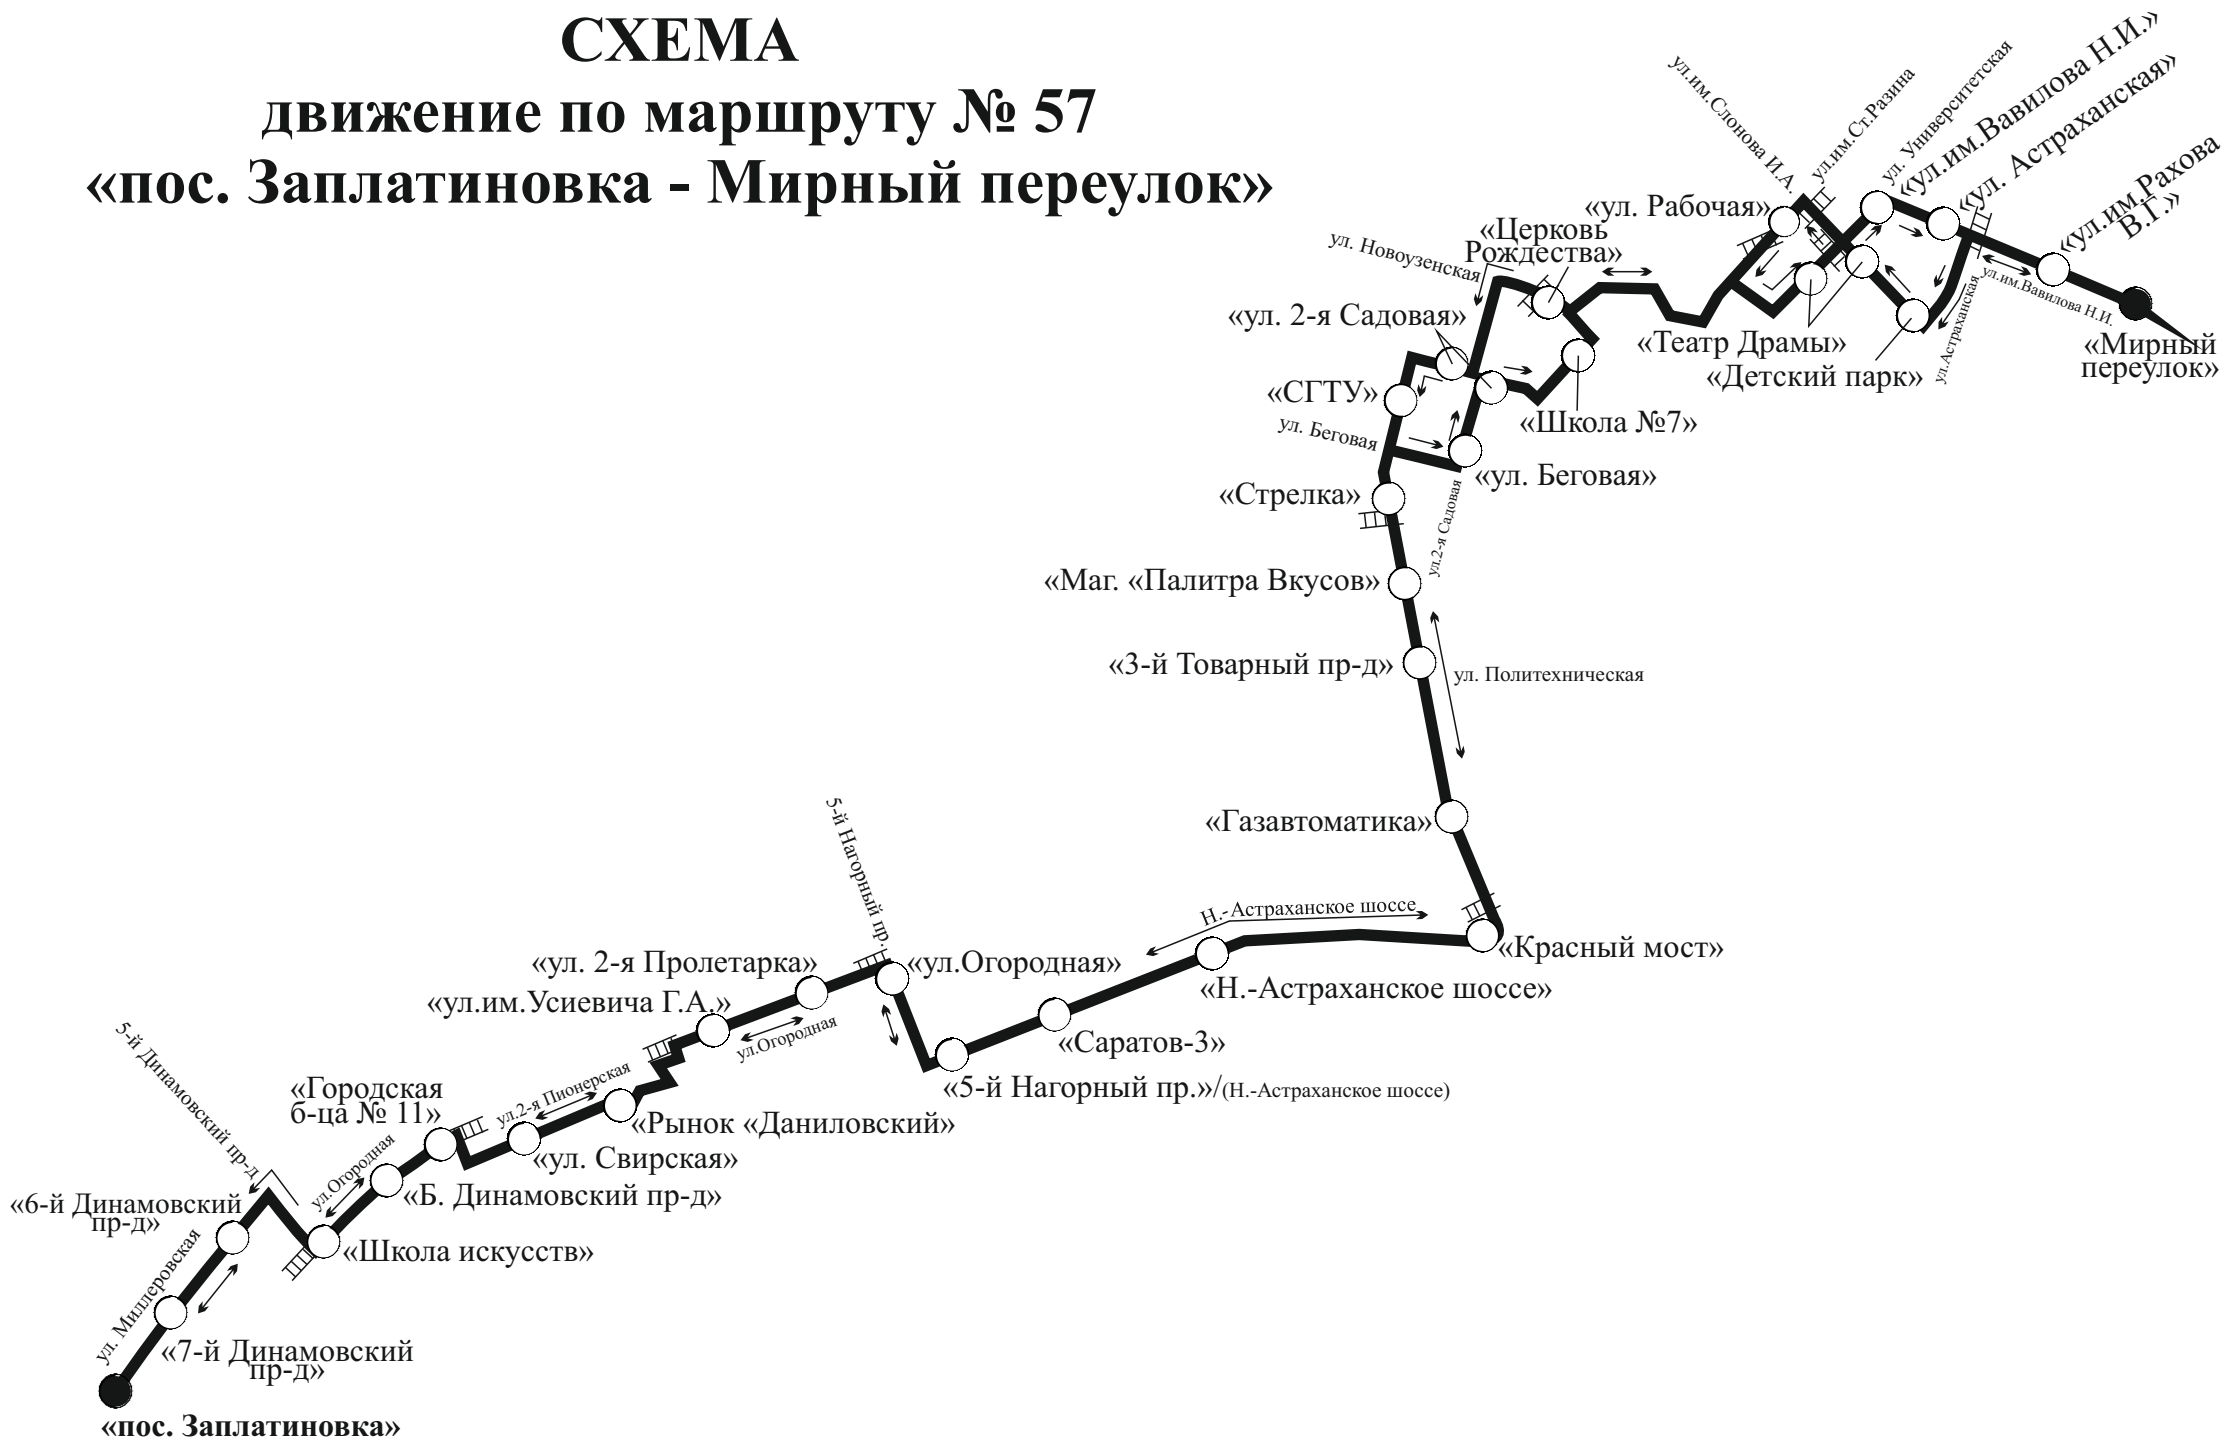 СХЕМА
движение по маршруту № 57
«пос. Заплатиновка - Мирный переулок»
ул.им.Слонова И.А.
ул.им.Ст.Разина
ул. Университетская
«ул.им.Вавилова Н.И.»
«ул. Астраханская»
«ул.им.Рахова
В.Г.»
«ул. Рабочая»
«Церковь
Рождества»
ул. Новоузенская
«ул. 2-я Садовая»
«Театр Драмы»
«Детский парк»
ул.Астраханская
ул.им.Вавилова Н.И.
«Мирный
переулок»
«СГТУ»
ул. Беговая
«Школа №7»
«ул. Беговая»
«Стрелка»
ул.2-я Садовая
«Маг. «Палитра Вкусов»
«3-й Товарный пр-д»
ул. Политехническая
«Газавтоматика»
5-й Нагорный пр.
Н.-Астраханское шоссе
«Красный мост»
«ул. 2-я Пролетарка»
«ул.Огородная»
«Н.-Астраханское шоссе»
«ул.им.Усиевича Г.А.»
ул.Огородная
«Саратов-3»
«5-й Нагорный пр.»/(Н.-Астраханское шоссе)
5-й Динамовский пр-д
«Городская
б-ца № 11»
ул.2-я Пионерская
«Рынок «Даниловский»
«ул. Свирская»
ул.Огородная
«Б. Динамовский пр-д»
«6-й Динамовский
пр-д»
«Школа искусств»
ул. Миллеровская
«7-й Динамовский
пр-д»
«пос. Заплатиновка»